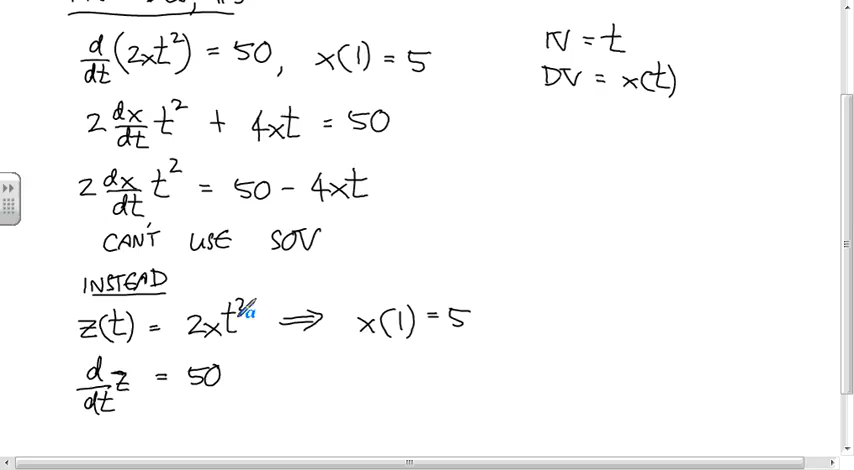 d/dt (2xt²) = 50, x(1) = 5
IV = t
DV = x(t)
2 dx/dt t² + 4xt = 50
2 dx/dt t² = 50 - 4xt
CAN'T USE SOV
INSTEAD
z(t) = 2xt² ⟹ x(1) = 5
d/dt z = 50